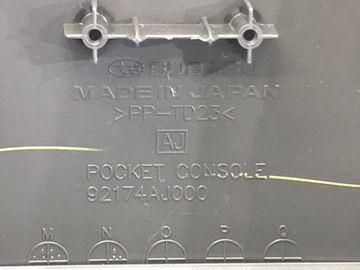 SUBARU
MADE IN JAPAN
>PP-TD23<
AJ
POCKET, CONSOLE,
92174AJ000
M N O P Q